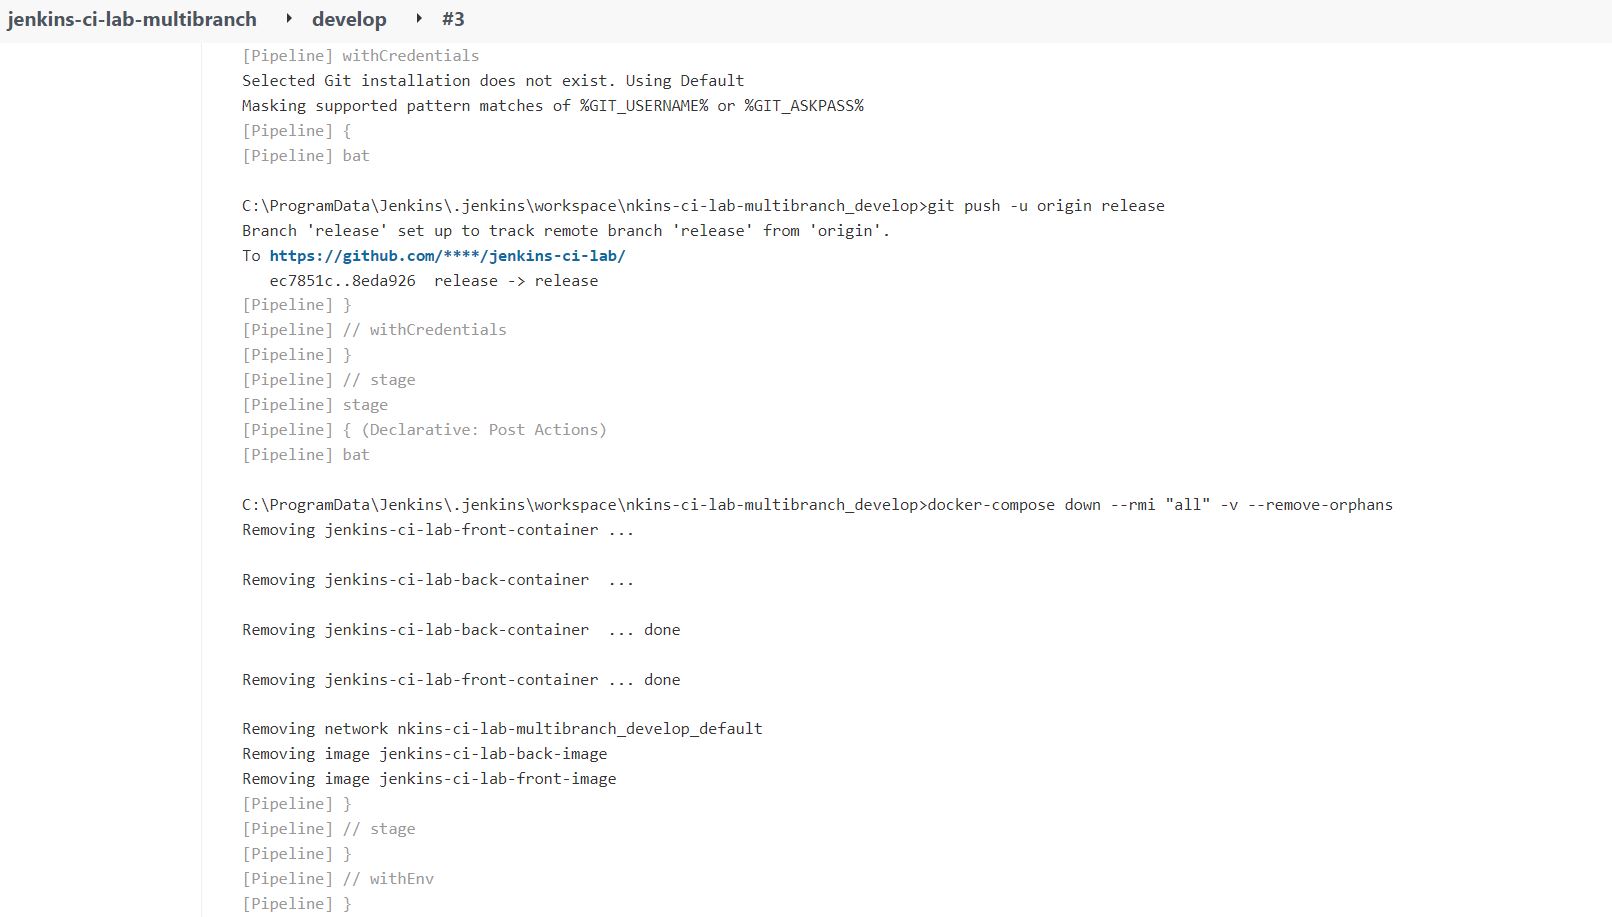 jenkins-ci-lab-multibranch ‣ develop ‣ #3
[Pipeline] withCredentials
Selected Git installation does not exist. Using Default
Masking supported pattern matches of %GIT_USERNAME% or %GIT_ASKPASS%
[Pipeline] {
[Pipeline] bat
C:\ProgramData\Jenkins\.jenkins\workspace\nkins-ci-lab-multibranch_develop>git push -u origin release
Branch 'release' set up to track remote branch 'release' from 'origin'.
To https://github.com/****/jenkins-ci-lab/
   ec7851c..8eda926  release -> release
[Pipeline] }
[Pipeline] // withCredentials
[Pipeline] }
[Pipeline] // stage
[Pipeline] stage
[Pipeline] { (Declarative: Post Actions)
[Pipeline] bat
C:\ProgramData\Jenkins\.jenkins\workspace\nkins-ci-lab-multibranch_develop>docker-compose down --rmi "all" -v --remove-orphans
Removing jenkins-ci-lab-front-container ...
Removing jenkins-ci-lab-back-container  ...
Removing jenkins-ci-lab-back-container  ... done
Removing jenkins-ci-lab-front-container ... done
Removing network nkins-ci-lab-multibranch_develop_default
Removing image jenkins-ci-lab-back-image
Removing image jenkins-ci-lab-front-image
[Pipeline] }
[Pipeline] // stage
[Pipeline] }
[Pipeline] // withEnv
[Pipeline] }